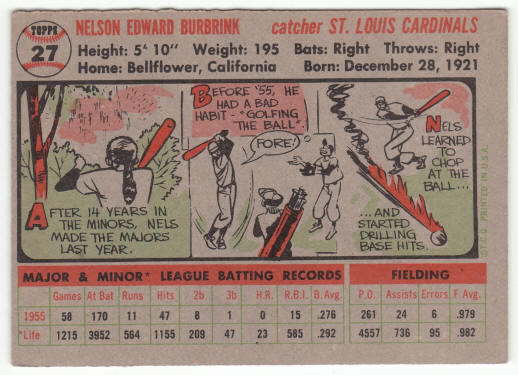 TOPPS
27
NELSON EDWARD BURBRINK
catcher ST. LOUIS CARDINALS
Height: 5' 10" Weight: 195 Bats: Right Throws: Right
Home: Bellflower, California Born: December 28, 1921
AFTER 14 YEARS IN
THE MINORS, NELS
MADE THE MAJORS
LAST YEAR.
BEFORE '55, HE
HAD A BAD
HABIT - "GOLFING
THE BALL".
FORE!
NELS
LEARNED
TO
CHOP
AT THE
BALL...
...AND
STARTED
DRILLING
BASE HITS.
© T.C.G. PRINTED IN U.S.A.
MAJOR & MINOR* LEAGUE BATTING RECORDS FIELDING
Games At Bat Runs Hits 2b 3b H.R. R.B.I. B. Avg. P.O. Assists Errors F. Avg.
1955 58 170 11 47 8 1 0 15 .276 261 24 6 .979
*Life 1215 3952 564 1155 209 47 23 585 .292 4557 736 95 .982